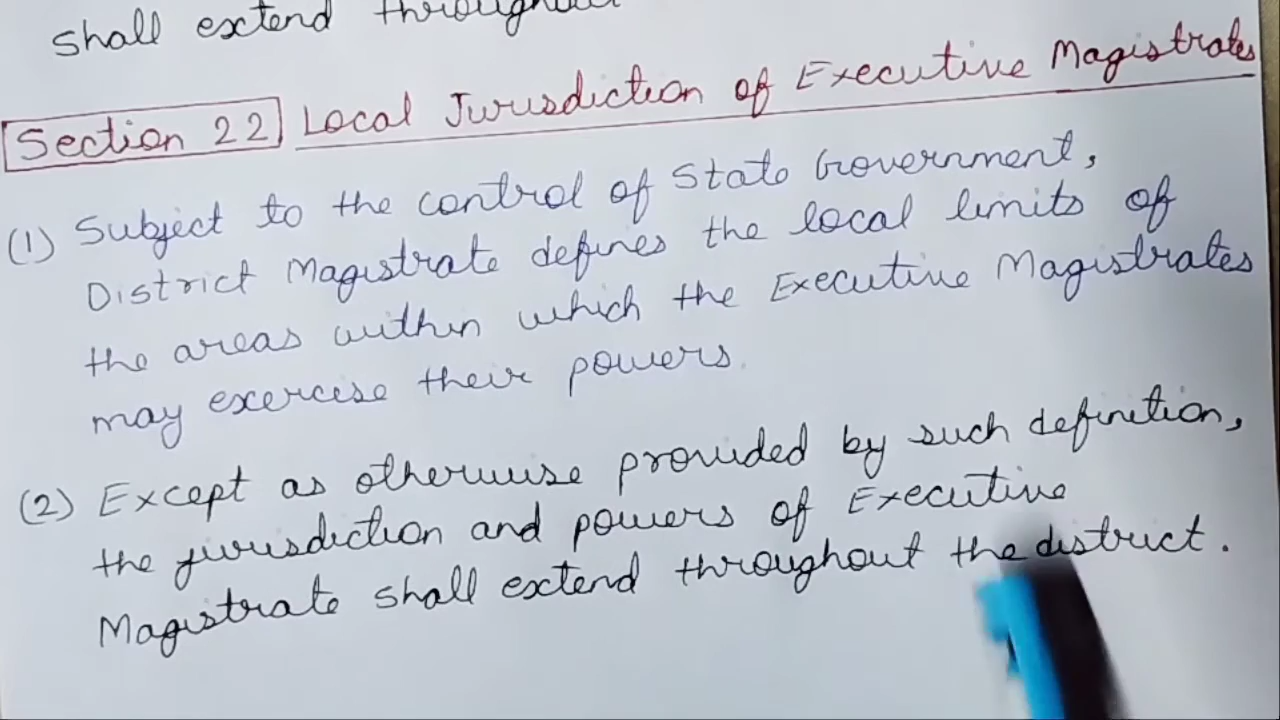 shall extend throughout
Section 22 Local Jurisdiction of Executive Magistrates
(1) Subject to the control of State Government,
District Magistrate defines the local limits of
the areas within which the Executive Magistrates
may exercise their powers.
(2) Except as otherwise provided by such definition,
the jurisdiction and powers of Executive
Magistrate shall extend throughout the district.